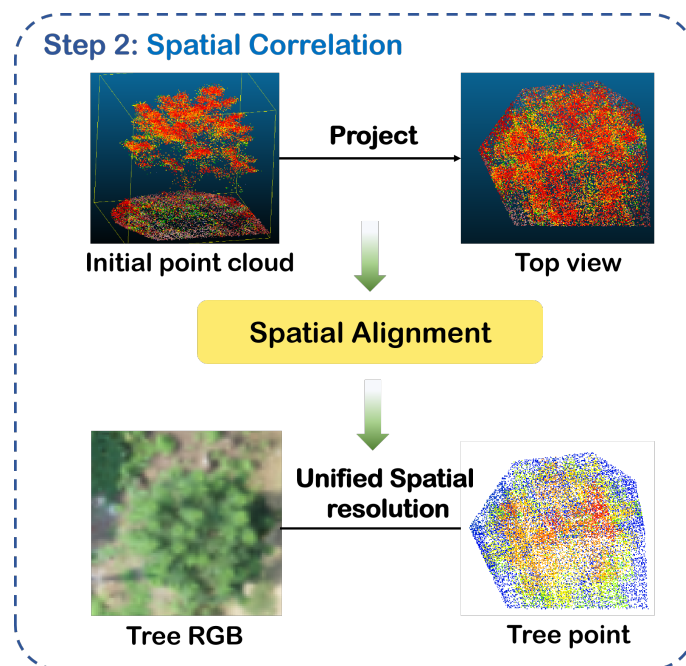 Step 2: Spatial Correlation
Project
Initial point cloud
Top view
Spatial Alignment
Unified Spatial
resolution
Tree RGB
Tree point